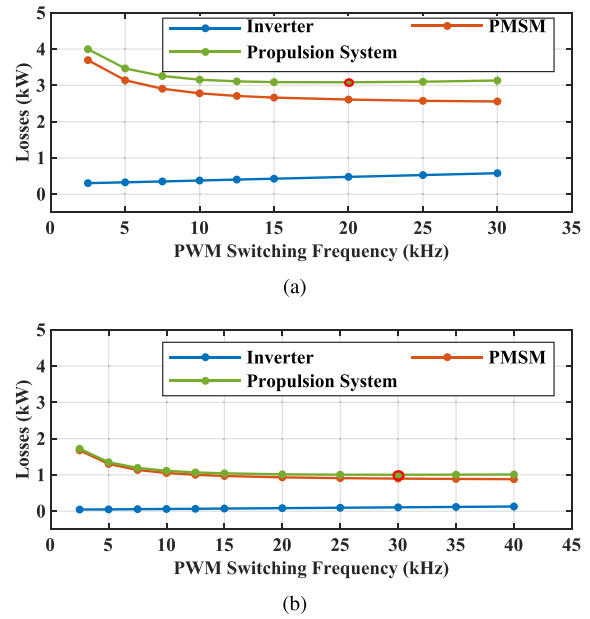 5
Inverter
PMSM
4
Propulsion System
3
2
1
0
Losses (kW)
0 5 10 15 20 25 30 35
PWM Switching Frequency (kHz)
(a)
5
Inverter
PMSM
4
Propulsion System
3
2
1
0
Losses (kW)
0 5 10 15 20 25 30 35 40 45
PWM Switching Frequency (kHz)
(b)